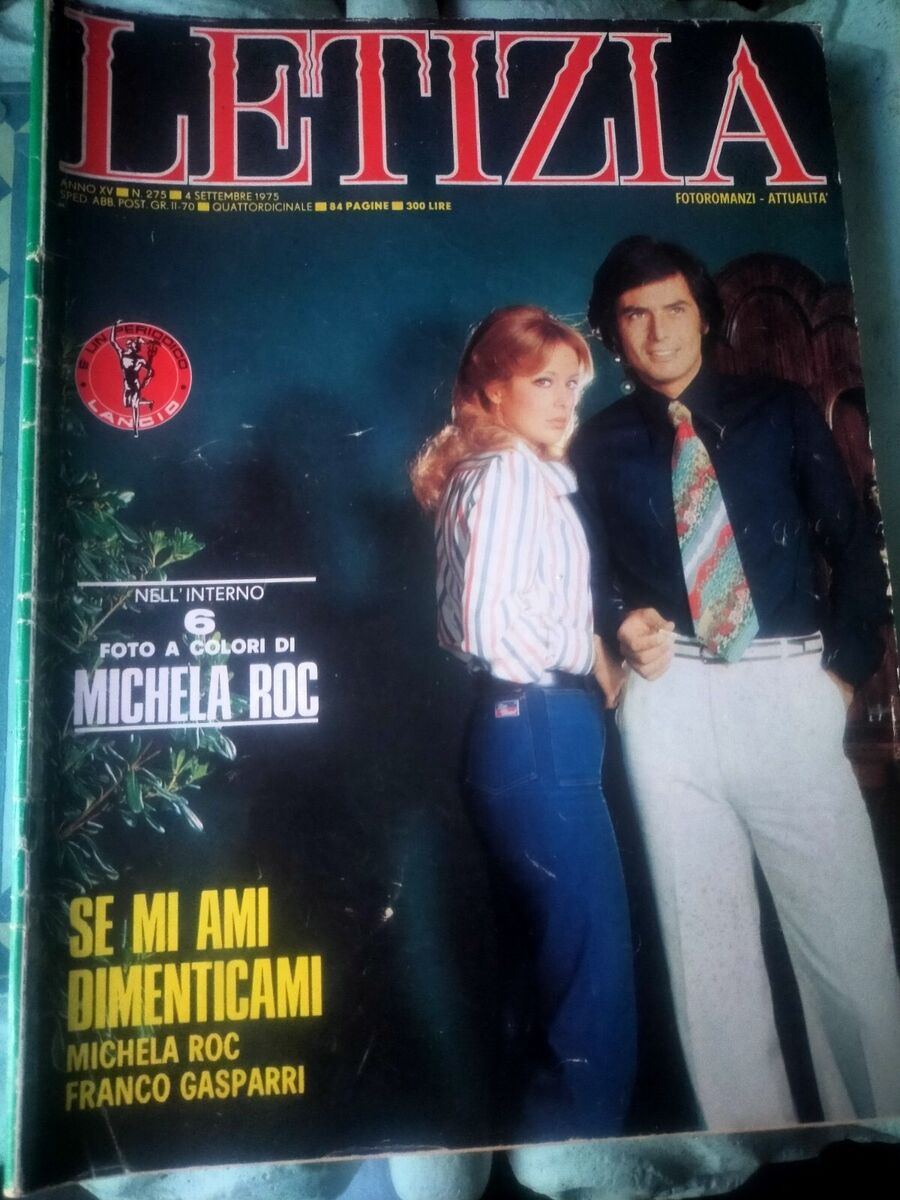 LETIZIA
ANNO XV ■ N. 275 ■ 4 SETTEMBRE 1975
SPED. ABB. POST. GR. II-70 ■ QUATTORDICINALE ■ 84 PAGINE ■ 300 LIRE
FOTOROMANZI - ATTUALITA'
E' UN PERIODICO
LANCIO
NELL'INTERNO
6
FOTO A COLORI DI
MICHELA ROC
SE MI AMI
DIMENTICAMI
MICHELA ROC
FRANCO GASPARRI